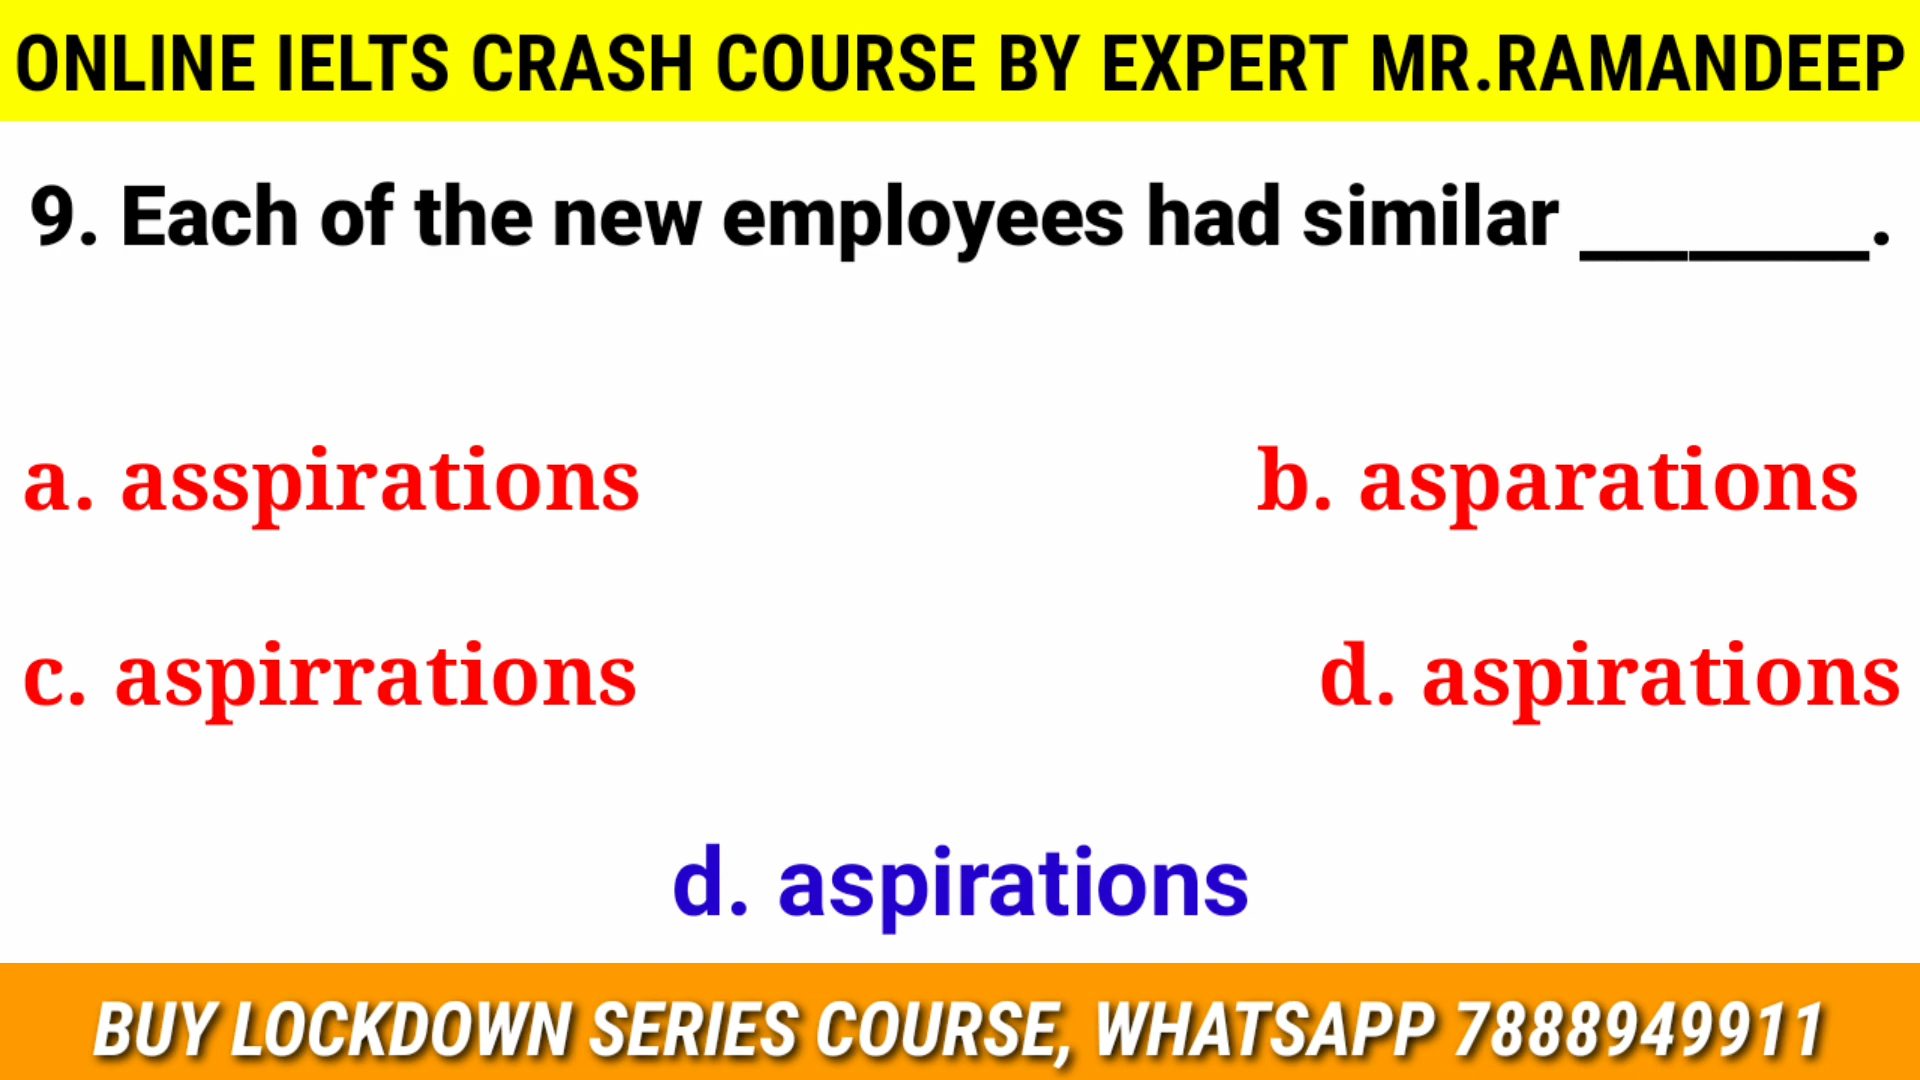 ONLINE IELTS CRASH COURSE BY EXPERT MR.RAMANDEEP
9. Each of the new employees had similar ________.
a. asspirations b. asparations
c. aspirrations d. aspirations
d. aspirations
BUY LOCKDOWN SERIES COURSE, WHATSAPP 7888949911